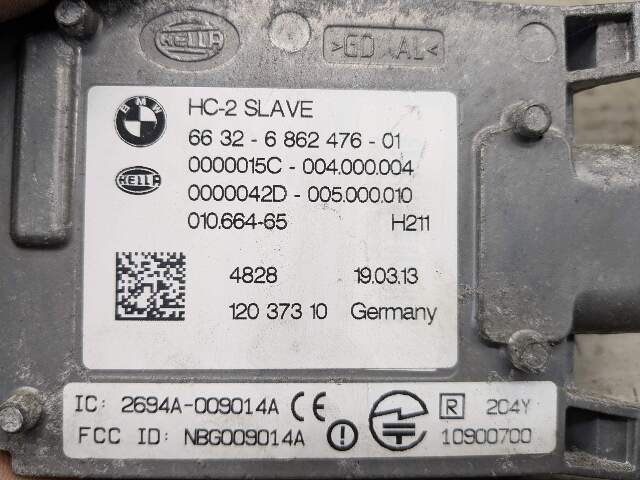 HELLA
BMW
HC-2 SLAVE
66 32 - 6 862 476 - 01
0000015C - 004.000.004
HELLA
0000042D - 005.000.010
010.664-65 H211
4828 19.03.13
120 373 10 Germany
IC: 2694A-009014A CE R 204Y
FCC ID: NBG009014A 10900700